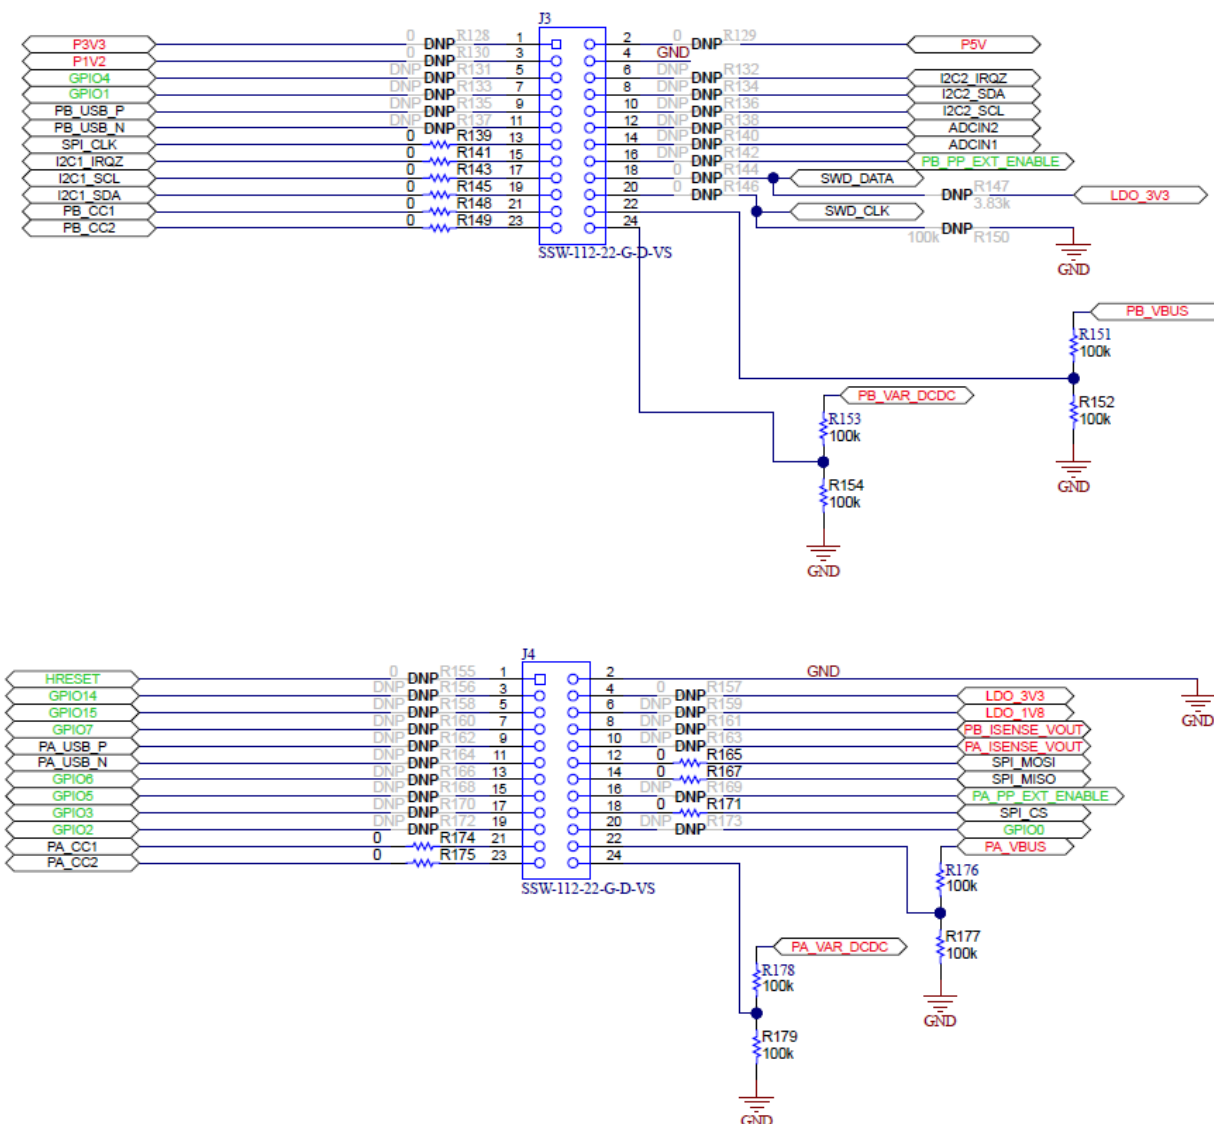 J3
P3V3 0 DNP R128 1 2 0 DNP R129 P5V
P1V2 0 DNP R130 3 4 GND
GPIO4 DNP DNP R131 5 6 DNP DNP R132 I2C2_IRQZ
GPIO1 DNP DNP R133 7 8 DNP DNP R134 I2C2_SDA
PB_USB_P DNP DNP R135 9 10 DNP DNP R136 I2C2_SCL
PB_USB_N DNP DNP R137 11 12 DNP DNP R138 ADCIN2
SPI_CLK 0 R139 13 14 DNP DNP R140 ADCIN1
I2C1_IRQZ 0 R141 15 16 DNP DNP R142 PB_PP_EXT_ENABLE
I2C1_SCL 0 R143 17 18 0 DNP R144 SWD_DATA
I2C1_SDA 0 R145 19 20 0 DNP R146 DNP R147 3.83k LDO_3V3
PB_CC1 0 R148 21 22 SWD_CLK
PB_CC2 0 R149 23 24 100k DNP R150
GND
SSW-112-22-G-D-VS
PB_VBUS
R151
100k
R152
100k
GND
PB_VAR_DCDC
R153
100k
R154
100k
GND
J4
HRESET 0 DNP R155 1 2 GND
GPIO14 DNP DNP R156 3 4 0 DNP R157 LDO_3V3
GPIO15 DNP DNP R158 5 6 DNP DNP R159 LDO_1V8
GPIO7 DNP DNP R160 7 8 DNP DNP R161 PB_ISENSE_VOUT
PA_USB_P DNP DNP R162 9 10 DNP DNP R163 PA_ISENSE_VOUT
PA_USB_N DNP DNP R164 11 12 0 R165 SPI_MOSI
GPIO6 DNP DNP R166 13 14 0 R167 SPI_MISO
GPIO5 DNP DNP R168 15 16 DNP DNP R169 PA_PP_EXT_ENABLE
GPIO3 DNP DNP R170 17 18 0 R171 SPI_CS
GPIO2 DNP DNP R172 19 20 DNP DNP R173 GPIO0
PA_CC1 0 R174 21 22 PA_VBUS
PA_CC2 0 R175 23 24
GND
SSW-112-22-G-D-VS
R176
100k
R177
100k
GND
PA_VAR_DCDC
R178
100k
R179
100k
GND